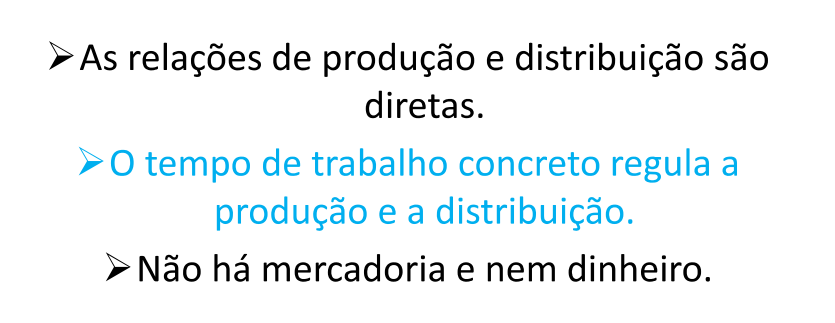 ➢As relações de produção e distribuição são
diretas.
➢O tempo de trabalho concreto regula a
produção e a distribuição.
➢Não há mercadoria e nem dinheiro.